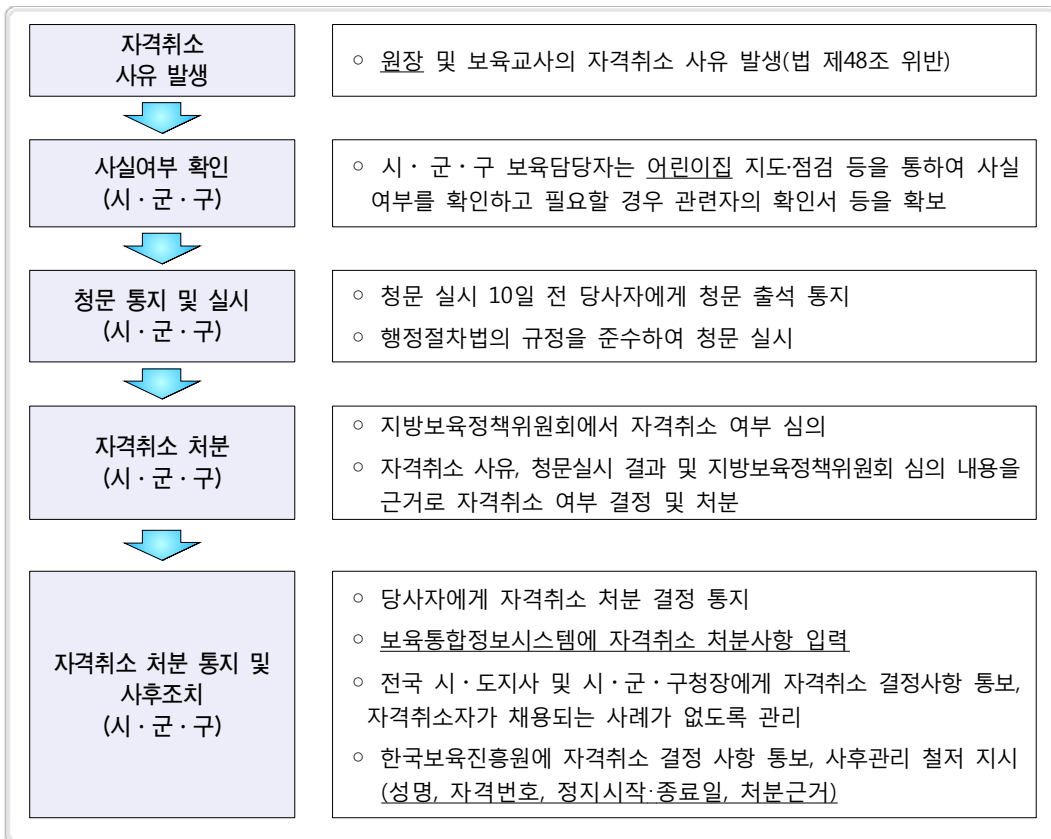 자격취소
사유 발생
○ 원장 및 보육교사의 자격취소 사유 발생(법 제48조 위반)
사실여부 확인
(시·군·구)
○ 시·군·구 보육담당자는 어린이집 지도·점검 등을 통하여 사실
여부를 확인하고 필요할 경우 관련자의 확인서 등을 확보
청문 통지 및 실시
(시·군·구)
○ 청문 실시 10일 전 당사자에게 청문 출석 통지
○ 행정절차법의 규정을 준수하여 청문 실시
자격취소 처분
(시·군·구)
○ 지방보육정책위원회에서 자격취소 여부 심의
○ 자격취소 사유, 청문실시 결과 및 지방보육정책위원회 심의 내용을
근거로 자격취소 여부 결정 및 처분
자격취소 처분 통지 및
사후조치
(시·군·구)
○ 당사자에게 자격취소 처분 결정 통지
○ 보육통합정보시스템에 자격취소 처분사항 입력
○ 전국 시·도지사 및 시·군·구청장에게 자격취소 결정사항 통보,
자격취소자가 채용되는 사례가 없도록 관리
○ 한국보육진흥원에 자격취소 결정 사항 통보, 사후관리 철저 지시
(성명, 자격번호, 정지시작·종료일, 처분근거)